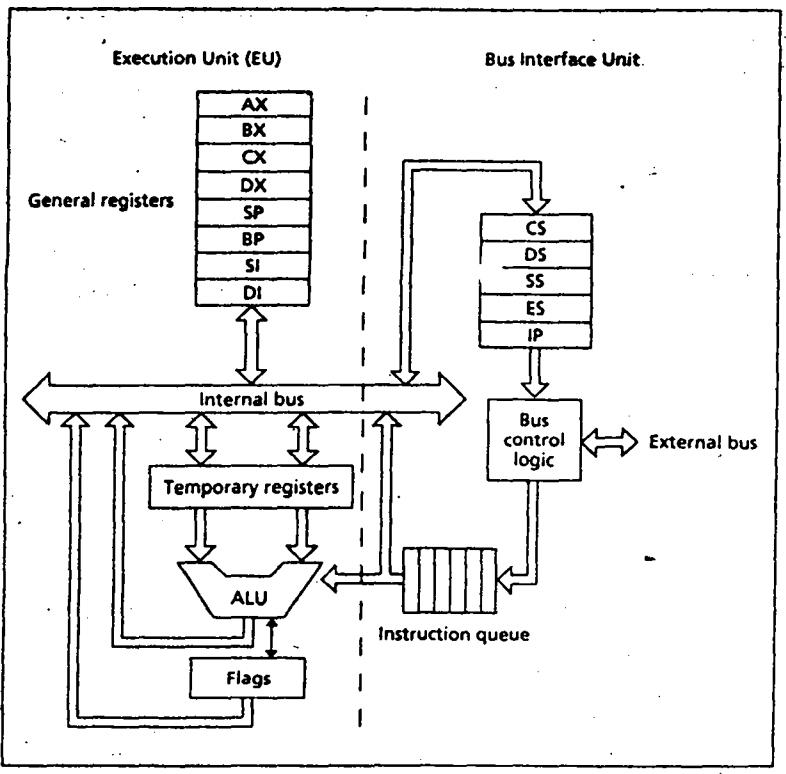 Execution Unit (EU)
Bus Interface Unit
General registers
AX
BX
CX
DX
SP
BP
SI
DI
CS
DS
SS
ES
IP
Internal bus
Bus
control
logic
External bus
Temporary registers
ALU
Instruction queue
Flags